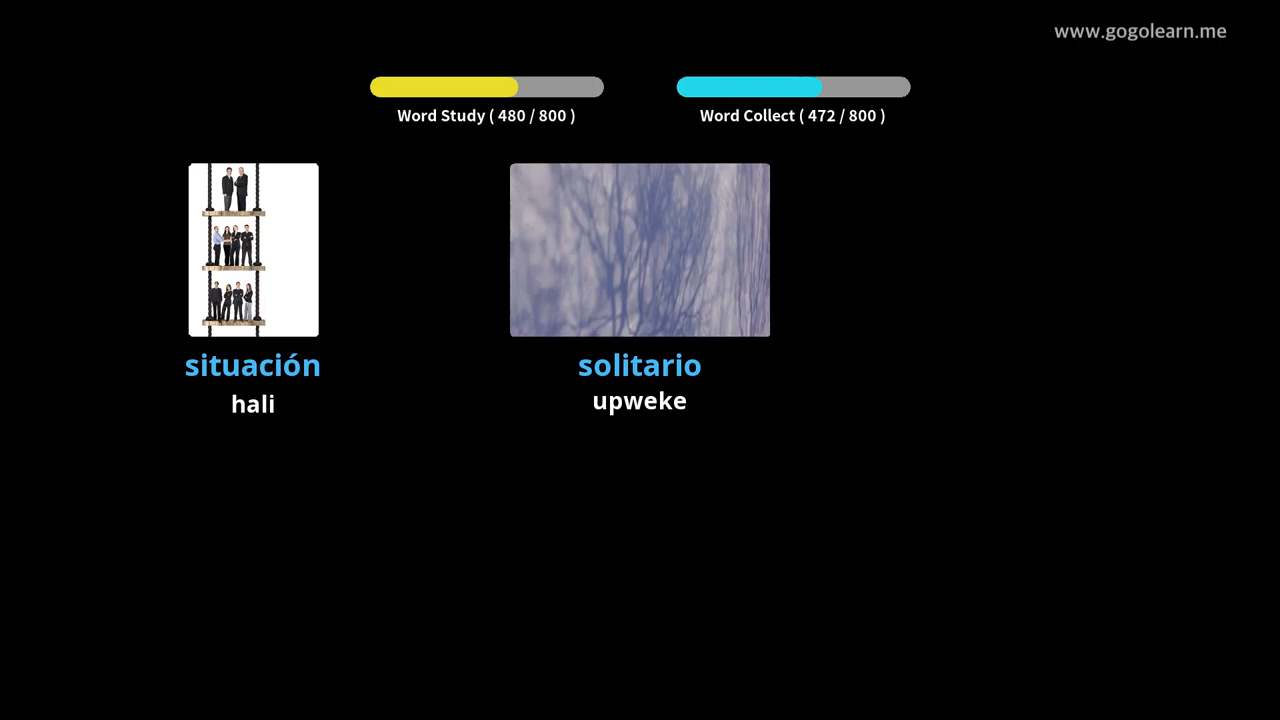 www.gogolearn.me
Word Study ( 480 / 800 )
Word Collect ( 472 / 800 )
situación
hali
solitario
upweke